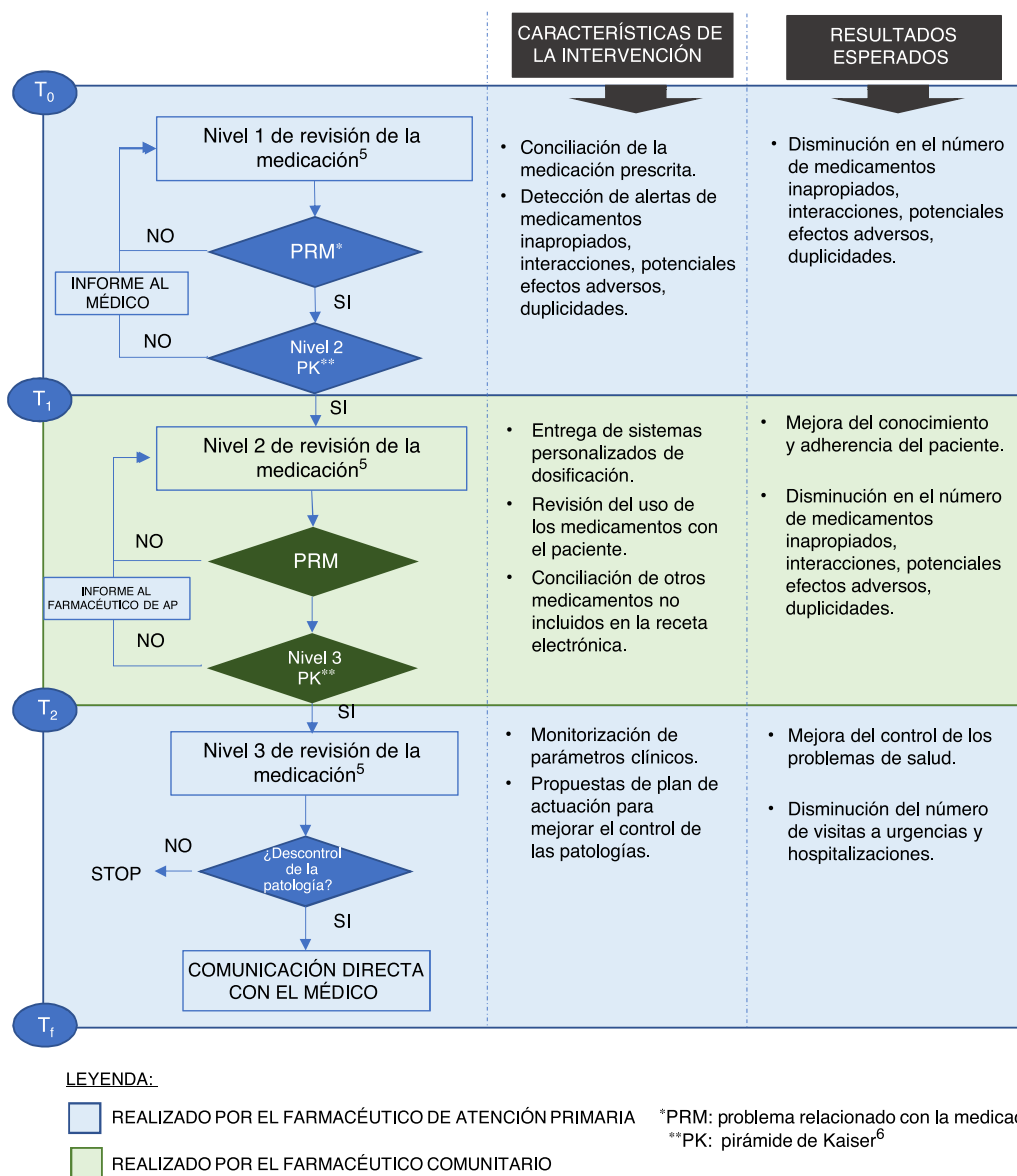 CARACTERÍSTICAS DE
LA INTERVENCIÓN
RESULTADOS
ESPERADOS
T0
Nivel 1 de revisión de la
medicación5
NO
PRM*
INFORME AL
MÉDICO
SI
NO
Nivel 2
PK**
• Conciliación de la
medicación prescrita.
• Detección de alertas de
medicamentos
inapropiados,
interacciones, potenciales
efectos adversos,
duplicidades.
• Disminución en el número
de medicamentos
inapropiados,
interacciones, potenciales
efectos adversos,
duplicidades.
T1
SI
Nivel 2 de revisión de la
medicación5
NO
PRM
INFORME AL
FARMACÉUTICO DE AP
NO
Nivel 3
PK**
• Entrega de sistemas
personalizados de
dosificación.
• Revisión del uso de
los medicamentos con
el paciente.
• Conciliación de otros
medicamentos no
incluidos en la receta
electrónica.
• Mejora del conocimiento
y adherencia del paciente.
• Disminución en el número
de medicamentos
inapropiados,
interacciones, potenciales
efectos adversos,
duplicidades.
T2
SI
Nivel 3 de revisión de la
medicación5
NO
STOP
¿Descontrol
de la
patología?
SI
COMUNICACIÓN DIRECTA
CON EL MÉDICO
• Monitorización de
parámetros clínicos.
• Propuestas de plan de
actuación para
mejorar el control de
las patologías.
• Mejora del control de los
problemas de salud.
• Disminución del número
de visitas a urgencias y
hospitalizaciones.
Tf
LEYENDA:
REALIZADO POR EL FARMACÉUTICO DE ATENCIÓN PRIMARIA
REALIZADO POR EL FARMACÉUTICO COMUNITARIO
*PRM: problema relacionado con la
**PK: pirámide de Kaiser6